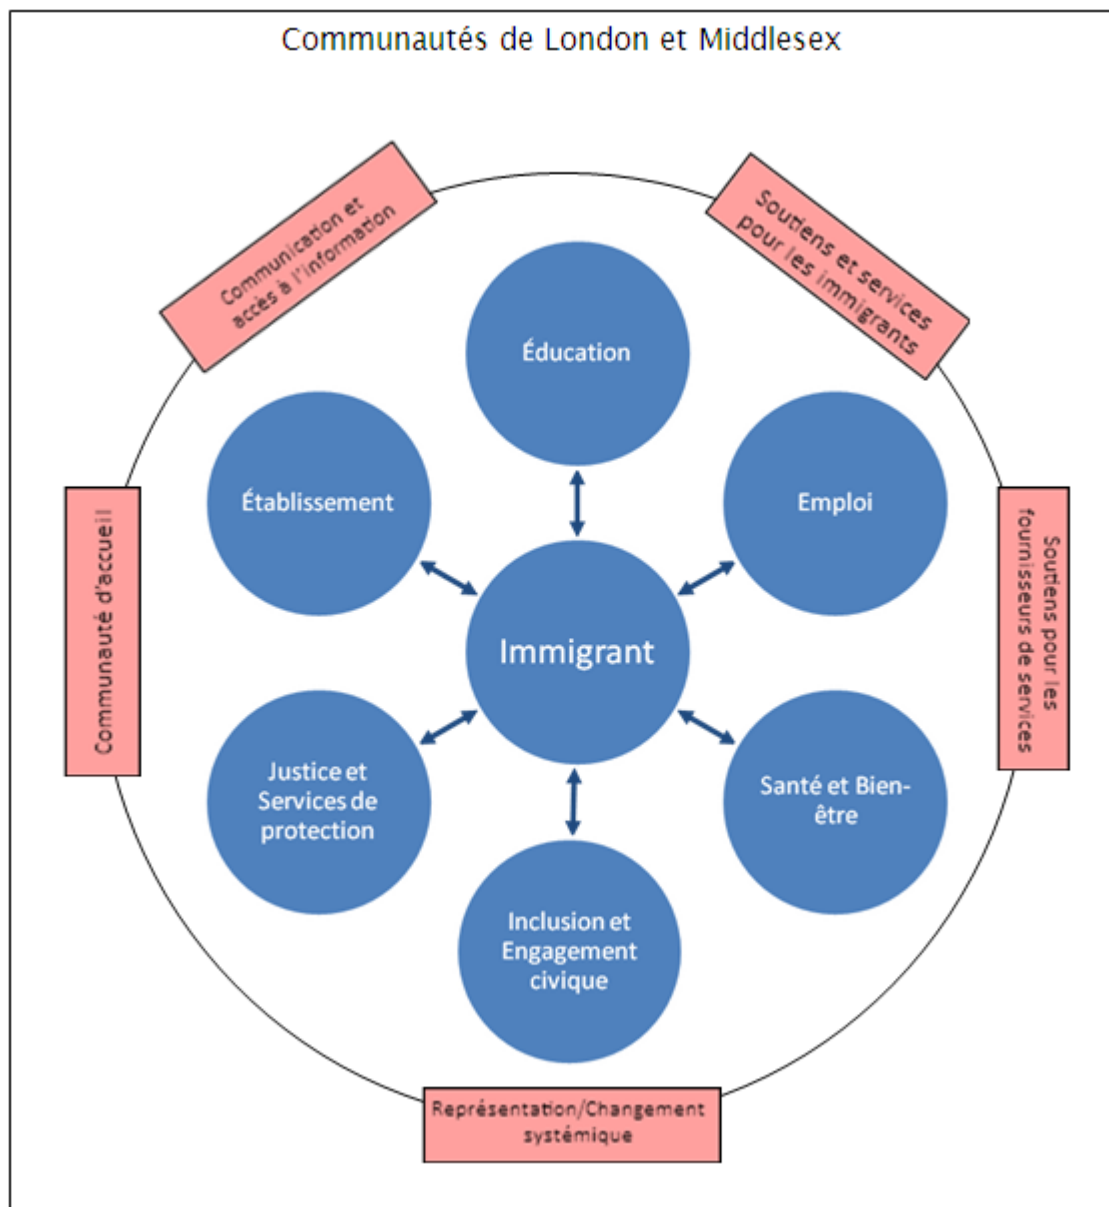 Communautés de London et Middlesex
Communication et
accès à l'information
Soutiens et services
pour les immigrants
Éducation
Établissement
Emploi
Communauté d'accueil
Soutiens pour les
fournisseurs de services
Immigrant
Justice et
Services de
protection
Santé et Bien-
être
Inclusion et
Engagement
civique
Représentation/Changement
systémique